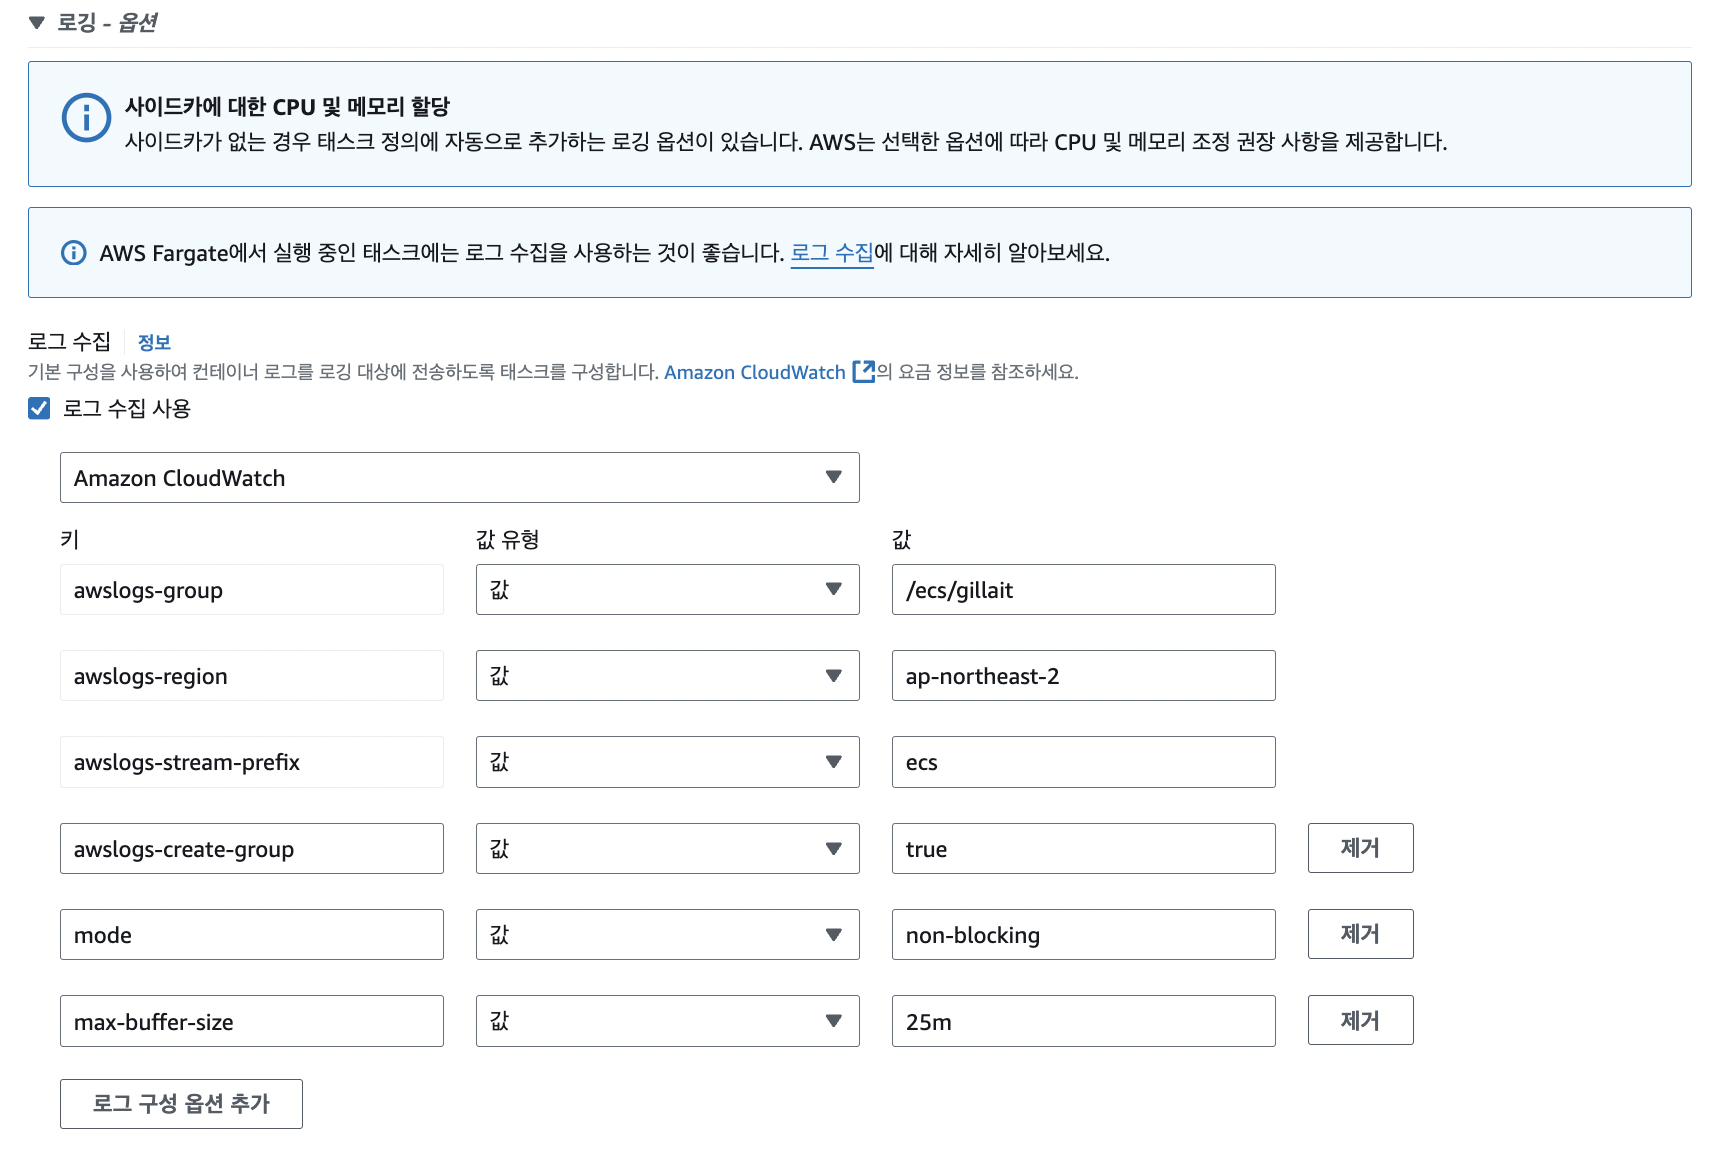 로깅 - 옵션
사이드카에 대한 CPU 및 메모리 할당
사이드카가 없는 경우 태스크 정의에 자동으로 추가하는 로깅 옵션이 있습니다. AWS는 선택한 옵션에 따라 CPU 및 메모리 조정 권장 사항을 제공합니다.
AWS Fargate에서 실행 중인 태스크에는 로그 수집을 사용하는 것이 좋습니다. 로그 수집에 대해 자세히 알아보세요.
로그 수집 정보
기본 구성을 사용하여 컨테이너 로그를 로깅 대상에 전송하도록 태스크를 구성합니다. Amazon CloudWatch 의 요금 정보를 참조하세요.
로그 수집 사용
Amazon CloudWatch
키 값 유형 값
awslogs-group 값 /ecs/gillait
awslogs-region 값 ap-northeast-2
awslogs-stream-prefix 값 ecs
awslogs-create-group 값 true 제거
mode 값 non-blocking 제거
max-buffer-size 값 25m 제거
로그 구성 옵션 추가